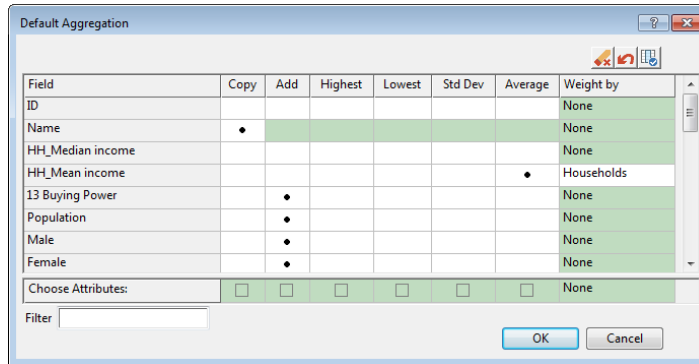 Default Aggregation
Field Copy Add Highest Lowest Std Dev Average Weight by
ID None
Name None
HH_Median income None
HH_Mean income Households
13 Buying Power None
Population None
Male None
Female None
Choose Attributes: None
Filter
OK Cancel